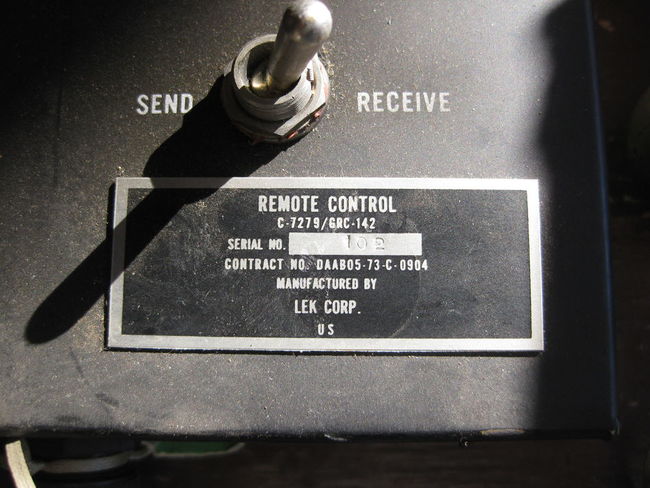 SEND RECEIVE
REMOTE CONTROL
C-7279/GRC-142
SERIAL NO. 102
CONTRACT NO. DAAB05-73-C-0904
MANUFACTURED BY
LEK CORP.
US